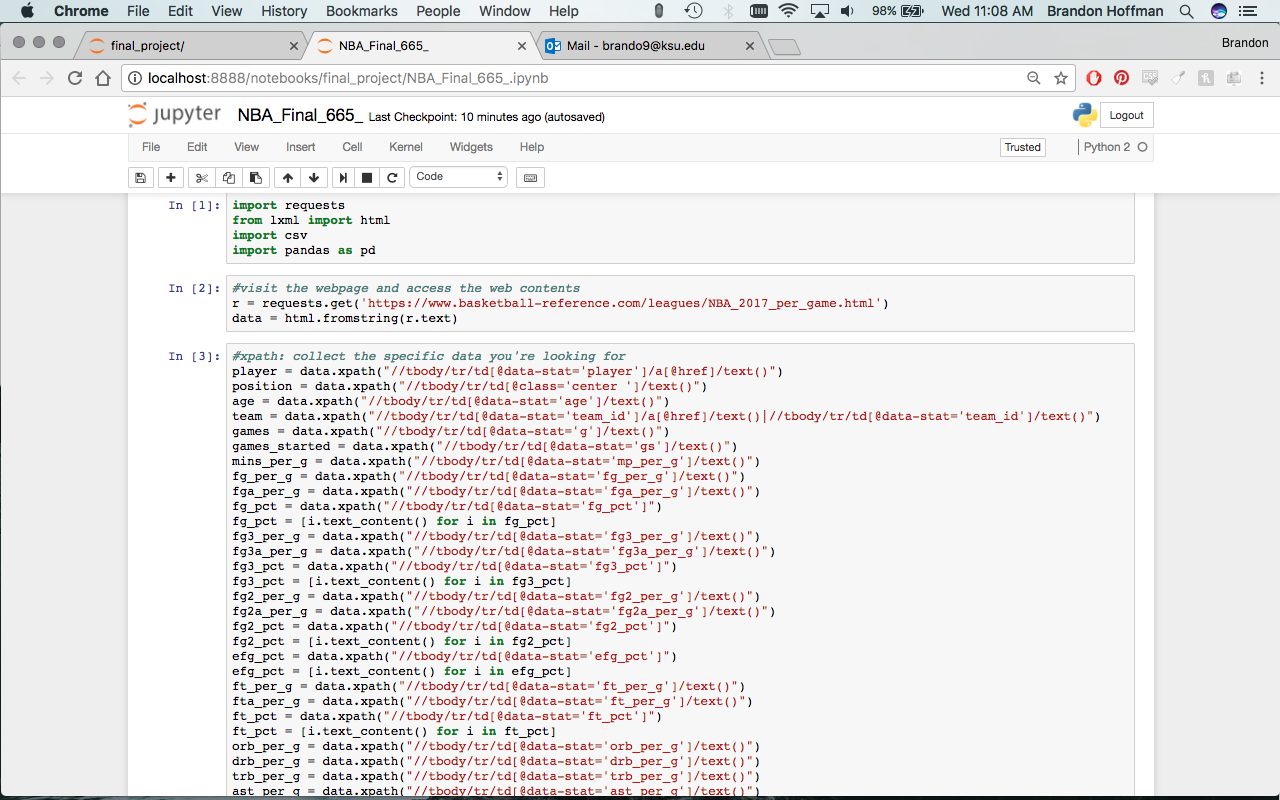 Chrome File Edit View History Bookmarks People Window Help 98% Wed 11:08 AM Brandon Hoffman
final_project/ NBA_Final_665_ Mail - brando9@ksu.edu Brandon
localhost:8888/notebooks/final_project/NBA_Final_665_.ipynb
jupyter NBA_Final_665_ Last Checkpoint: 10 minutes ago (autosaved) Logout
File Edit View Insert Cell Kernel Widgets Help Trusted Python 2
Code
In [1]: import requests
from lxml import html
import csv
import pandas as pd
In [2]: #visit the webpage and access the web contents
r = requests.get('https://www.basketball-reference.com/leagues/NBA_2017_per_game.html')
data = html.fromstring(r.text)
In [3]: #xpath: collect the specific data you're looking for
player = data.xpath("//tbody/tr/td[@data-stat='player']/a[@href]/text()")
position = data.xpath("//tbody/tr/td[@class='center ']/text()")
age = data.xpath("//tbody/tr/td[@data-stat='age']/text()")
team = data.xpath("//tbody/tr/td[@data-stat='team_id']/a[@href]/text()|//tbody/tr/td[@data-stat='team_id']/text()")
games = data.xpath("//tbody/tr/td[@data-stat='g']/text()")
games_started = data.xpath("//tbody/tr/td[@data-stat='gs']/text()")
mins_per_g = data.xpath("//tbody/tr/td[@data-stat='mp_per_g']/text()")
fg_per_g = data.xpath("//tbody/tr/td[@data-stat='fg_per_g']/text()")
fga_per_g = data.xpath("//tbody/tr/td[@data-stat='fga_per_g']/text()")
fg_pct = data.xpath("//tbody/tr/td[@data-stat='fg_pct']")
fg_pct = [i.text_content() for i in fg_pct]
fg3_per_g = data.xpath("//tbody/tr/td[@data-stat='fg3_per_g']/text()")
fg3a_per_g = data.xpath("//tbody/tr/td[@data-stat='fg3a_per_g']/text()")
fg3_pct = data.xpath("//tbody/tr/td[@data-stat='fg3_pct']")
fg3_pct = [i.text_content() for i in fg3_pct]
fg2_per_g = data.xpath("//tbody/tr/td[@data-stat='fg2_per_g']/text()")
fg2a_per_g = data.xpath("//tbody/tr/td[@data-stat='fg2a_per_g']/text()")
fg2_pct = data.xpath("//tbody/tr/td[@data-stat='fg2_pct']")
fg2_pct = [i.text_content() for i in fg2_pct]
efg_pct = data.xpath("//tbody/tr/td[@data-stat='efg_pct']")
efg_pct = [i.text_content() for i in efg_pct]
ft_per_g = data.xpath("//tbody/tr/td[@data-stat='ft_per_g']/text()")
fta_per_g = data.xpath("//tbody/tr/td[@data-stat='ft_per_g']/text()")
ft_pct = data.xpath("//tbody/tr/td[@data-stat='ft_pct']")
ft_pct = [i.text_content() for i in ft_pct]
orb_per_g = data.xpath("//tbody/tr/td[@data-stat='orb_per_g']/text()")
drb_per_g = data.xpath("//tbody/tr/td[@data-stat='drb_per_g']/text()")
trb_per_g = data.xpath("//tbody/tr/td[@data-stat='trb_per_g']/text()")
ast_per_g = data.xpath("//tbody/tr/td[@data-stat='ast_per_g']/text()")